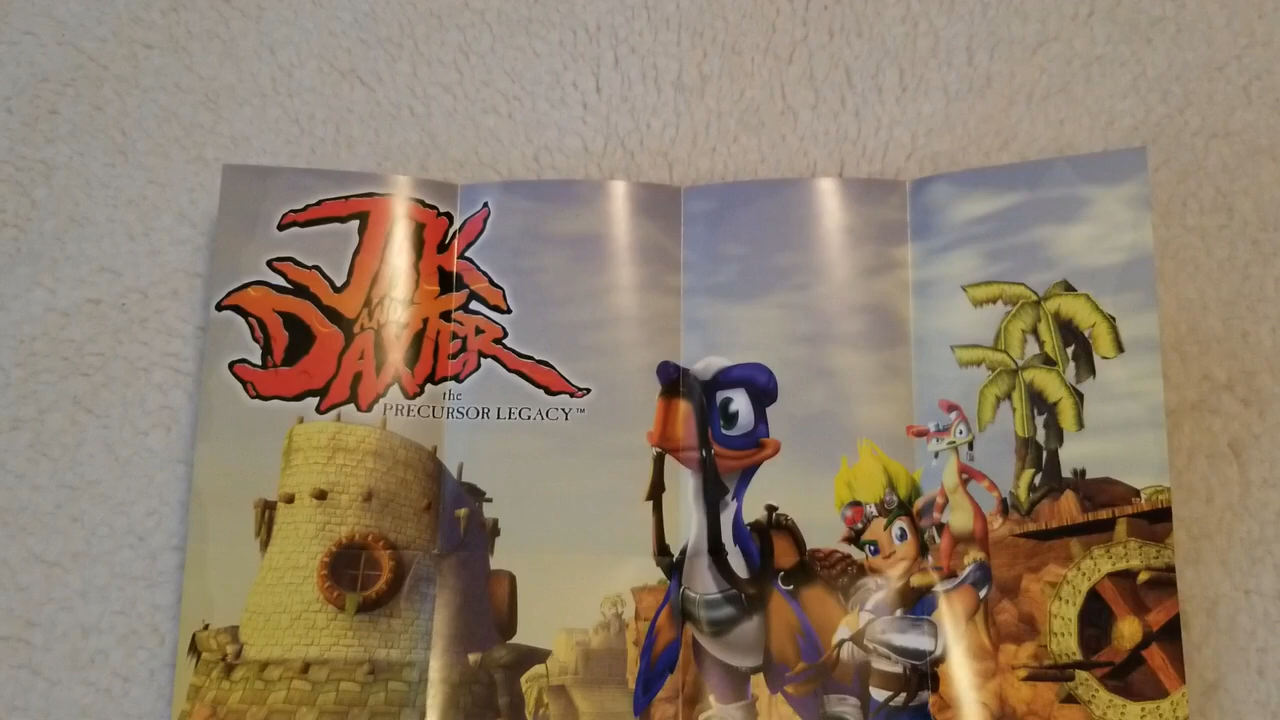 JAK
AND
DAXTER
the
PRECURSOR LEGACY™